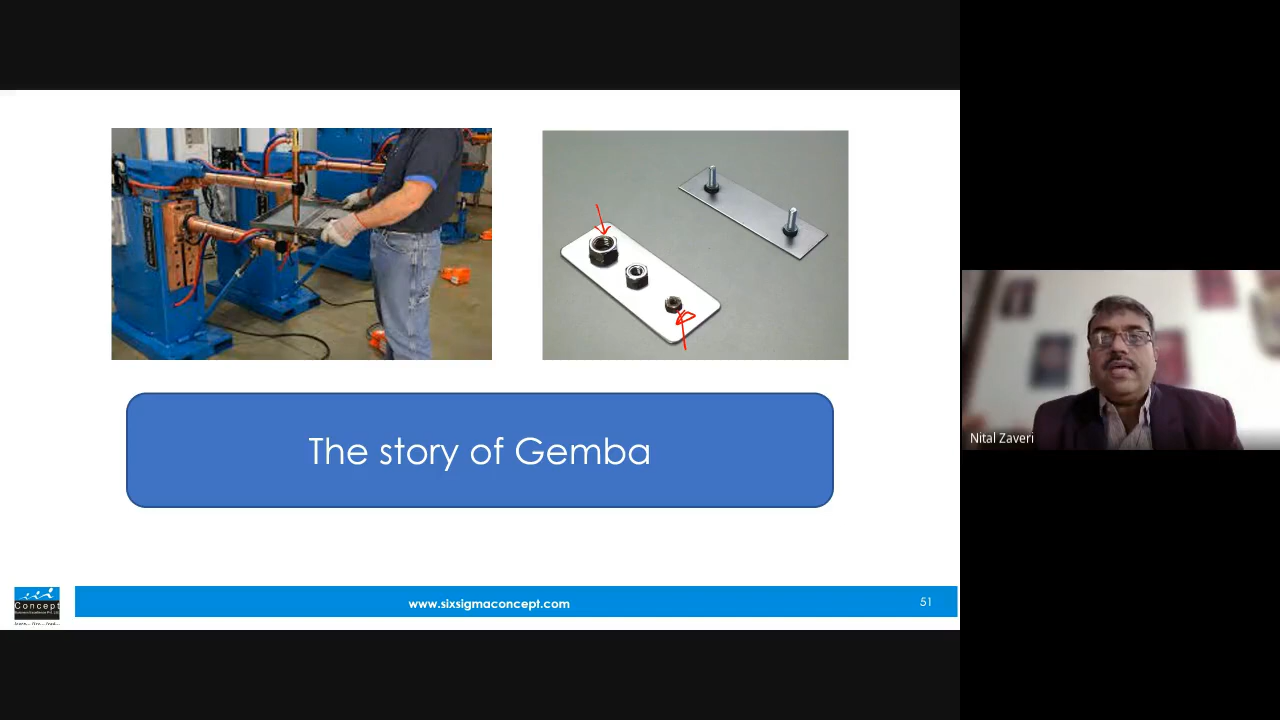 The story of Gemba
Concept
www.sixsigmaconcept.com
51
Nital Zaveri